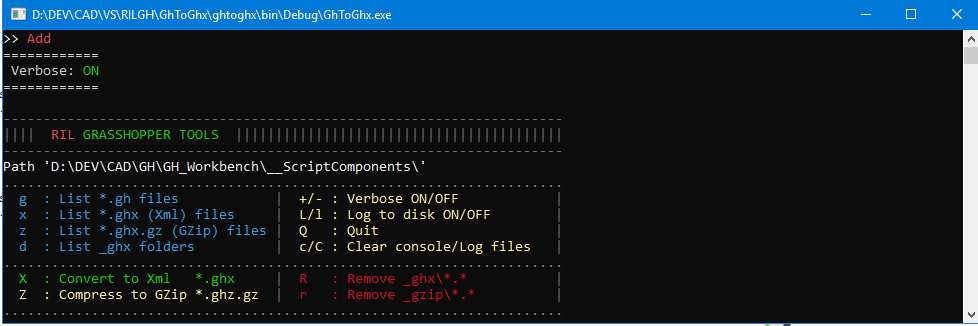 D:\DEV\CAD\VS\RILGH\GhToGhx\ghtoghx\bin\Debug\GhToGhx.exe
>> Add
============
Verbose: ON
============
----------------------------------------------------------------------
|||| RIL GRASSHOPPER TOOLS |||||||||||||||||||||||||||||||||||||||||
----------------------------------------------------------------------
Path 'D:\DEV\CAD\GH\GH_Workbench\__ScriptComponents\'
......................................................................
g : List *.gh files | +/- : Verbose ON/OFF |
x : List *.ghx (Xml) files | L/l : Log to disk ON/OFF |
z : List *.ghx.gz (GZip) files | Q : Quit |
d : List _ghx folders | c/C : Clear console/Log files |
......................................................................
X : Convert to Xml *.ghx | R : Remove _ghx\*.* |
Z : Compress to GZip *.ghz.gz | r : Remove _gzip\*.* |
......................................................................